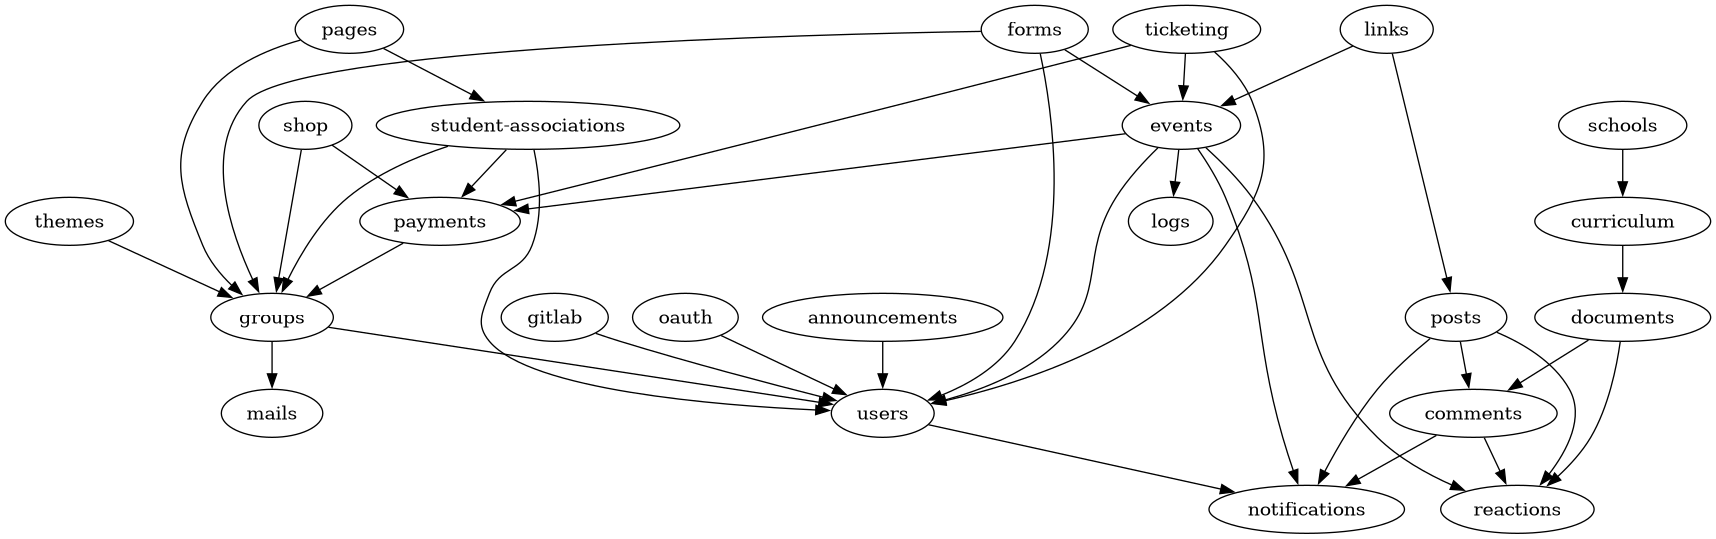 pages
forms
ticketing
links
shop
student-associations
events
schools
themes
payments
logs
curriculum
groups
gitlab
oauth
announcements
posts
documents
mails
users
comments
notifications
reactions